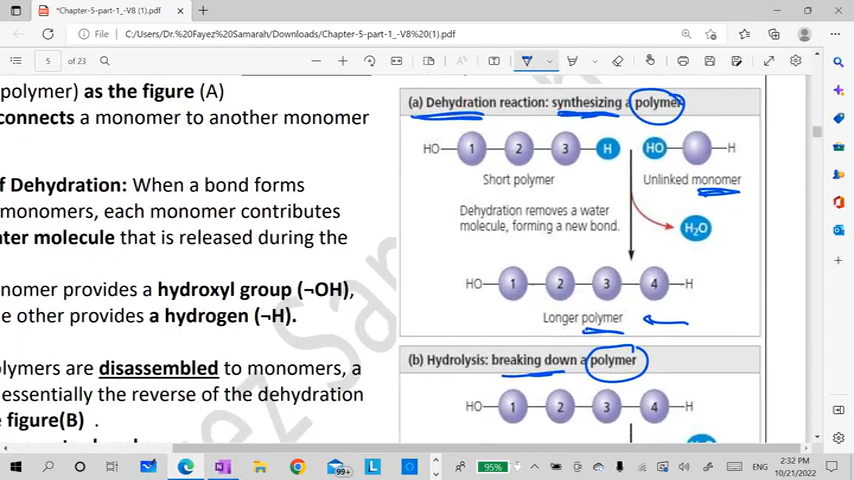 *Chapter-5-part-1_-V8 (1).pdf
File
C:/Users/Dr.%20Fayez%20Samarah/Downloads/Chapter-5-part-1_-V8%20(1).pdf
5 of 23
polymer) as the figure (A)
connects a monomer to another monomer
f Dehydration: When a bond forms
monomers, each monomer contributes
ter molecule that is released during the
nomer provides a hydroxyl group (¬OH),
e other provides a hydrogen (¬H).
olymers are disassembled to monomers, a
essentially the reverse of the dehydration
e figure(B) .
(a) Dehydration reaction: synthesizing a polymer
HO 1 2 3 H HO H
Short polymer
Unlinked monomer
Dehydration removes a water
molecule, forming a new bond.
H₂O
HO 1 2 3 4 H
Longer polymer
(b) Hydrolysis: breaking down a polymer
HO 1 2 3 4 H
99+
95%
ENG
2:32 PM
10/21/2022